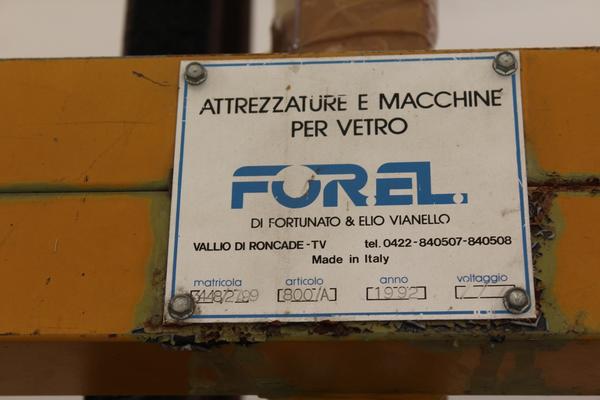 ATTREZZATURE E MACCHINE
PER VETRO
FOR.EL.
DI FORTUNATO & ELIO VIANELLO
VALLIO DI RONCADE - TV tel. 0422-840507-840508
Made in Italy
matricola articolo anno voltaggio
800/A 1992